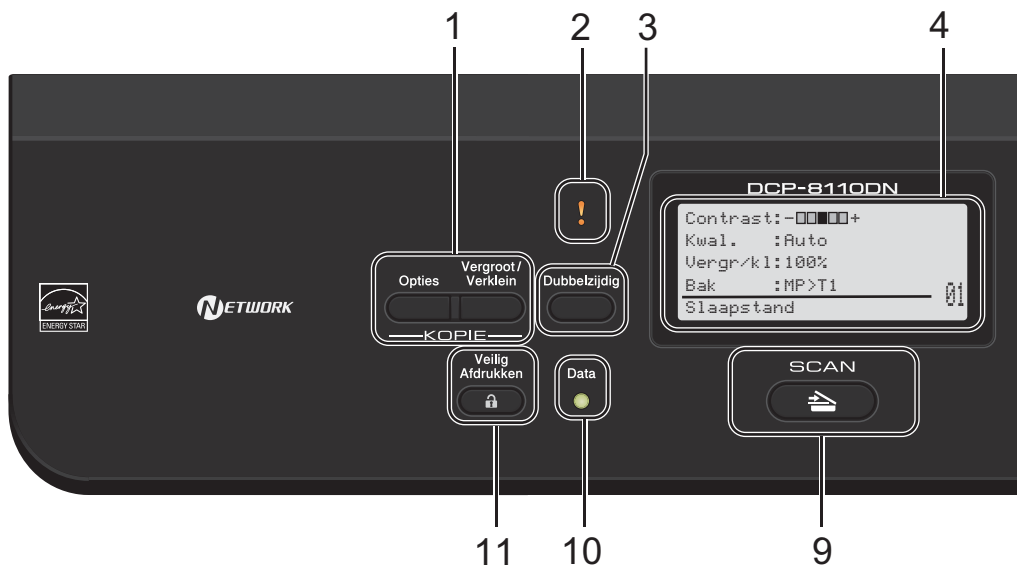 1
2
3
4
DCP-8110DN
Contrast:-□□■□□+
Kwal. :Auto
Vergr/kl:100%
Bak :MP>T1
01
Slaapstand
!
Opties
Vergroot/
Verklein
Dubbelzijdig
KOPIE
energy
ENERGY STAR
NETWORK
Veilig
Afdrukken
Data
SCAN
11
10
9